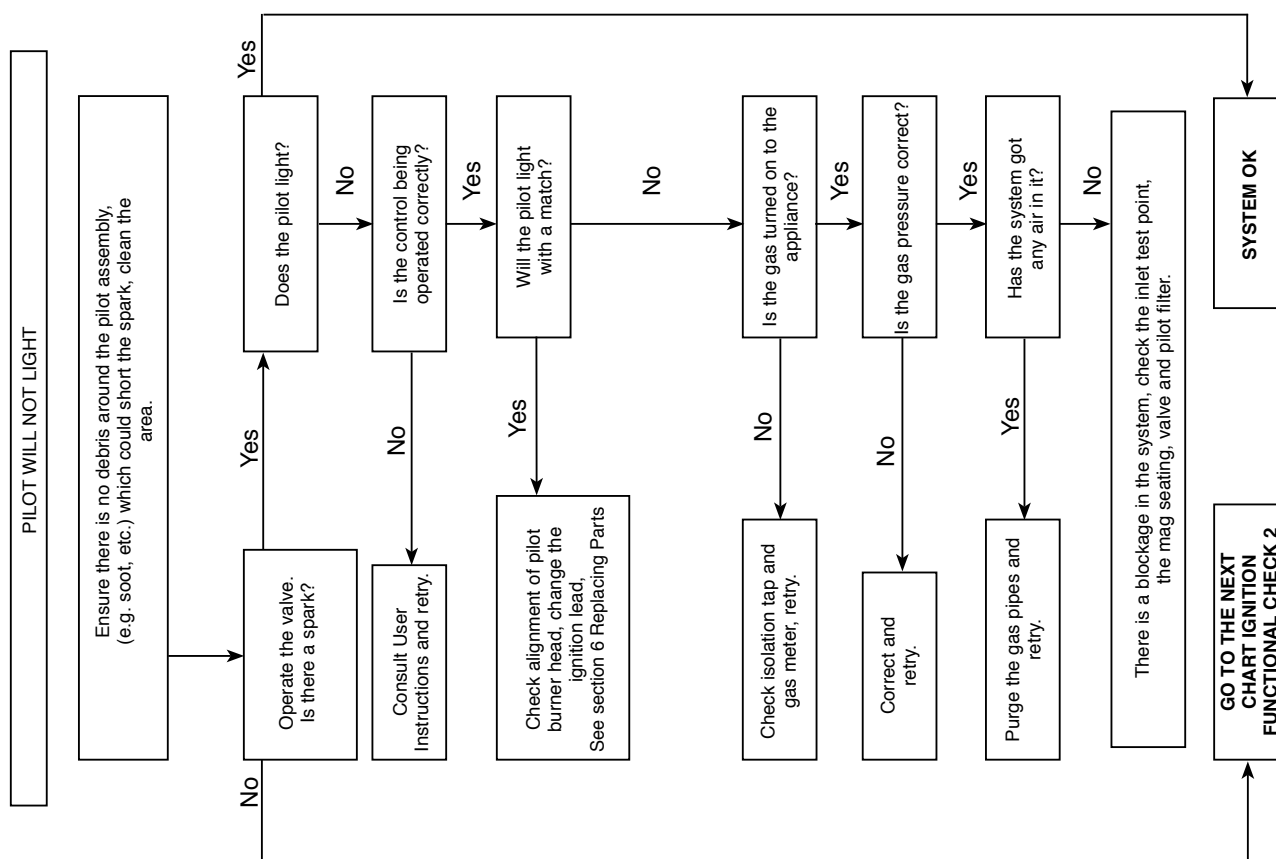 PILOT WILL NOT LIGHT
Ensure there is no debris around the pilot assembly,
(e.g. soot, etc.) which could short the spark, clean the
area.
Operate the valve.
Is there a spark?
Yes
No
Does the pilot light?
Yes
No
Is the control being
operated correctly?
No
Yes
Consult User
Instructions and retry.
Will the pilot light
with a match?
Yes
No
Check alignment of pilot
burner head, change the
ignition lead,
See section 6 Replacing Parts
Is the gas turned on to the
appliance?
No
Yes
Check isolation tap and
gas meter, retry.
Is the gas pressure correct?
No
Yes
Correct and
retry.
Has the system got
any air in it?
Yes
No
Purge the gas pipes and
retry.
There is a blockage in the system, check the inlet test point,
the mag seating, valve and pilot filter.
GO TO THE NEXT
CHART IGNITION
FUNCTIONAL CHECK 2
SYSTEM OK